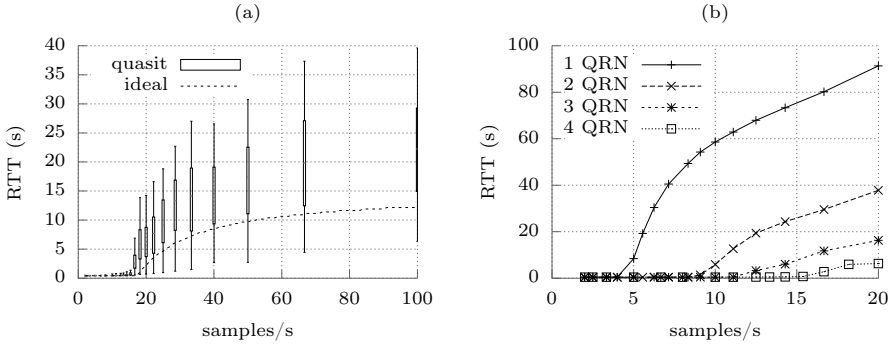 (a)
RTT (s)
40
35
30
25
20
15
10
5
0
quasit
ideal
0 20 40 60 80 100
samples/s
(b)
RTT (s)
100
80
60
40
20
0
1 QRN
2 QRN
3 QRN
4 QRN
0 5 10 15 20
samples/s